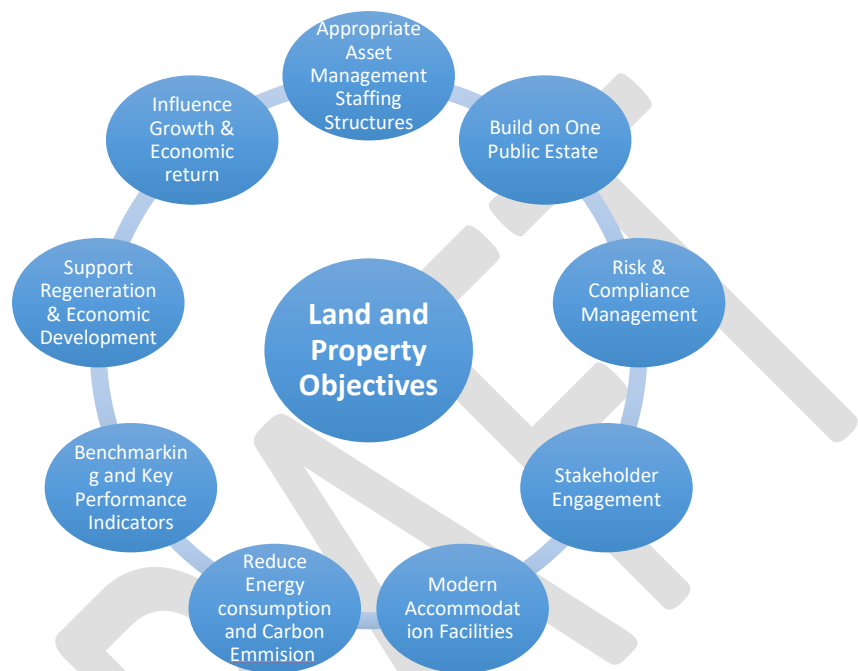 Appropriate
Asset
Management
Staffing
Structures
Build on One
Public Estate
Risk &
Compliance
Management
Stakeholder
Engagement
Modern
Accommodat
ion Facilities
Reduce
Energy
consumption
and Carbon
Emmision
Benchmarkin
g and Key
Performance
Indicators
Support
Regeneration
& Economic
Development
Influence
Growth &
Economic
return
Land and
Property
Objectives
DRAFT